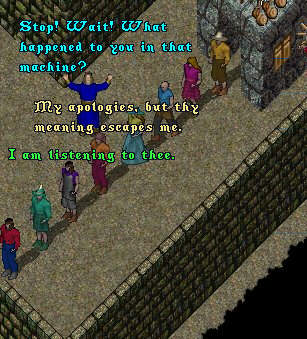 Stop! Wait! What
happened to you in that
machine?
My apologies, but thy
meaning escapes me.
I am listening to thee.